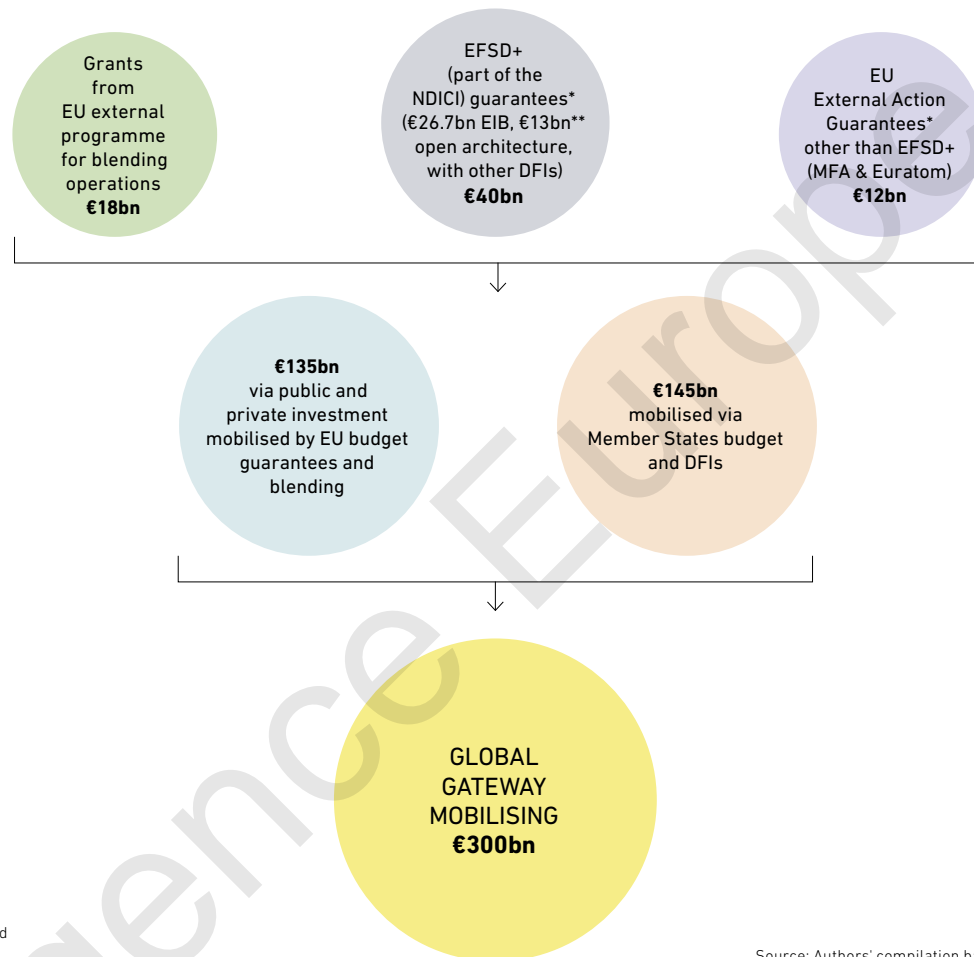 Grants
from
EU external
programme
for blending
operations
€18bn
EFSD+
(part of the
NDICI) guarantees*
(€26.7bn EIB, €13bn**
open architecture,
with other DFIs)
€40bn
EU
External Action
Guarantees*
other than EFSD+
(MFA & Euratom)
€12bn
€135bn
via public and
private investment
mobilised by EU budget
guarantees and
blending
€145bn
mobilised via
Member States budget
and DFIs
GLOBAL
GATEWAY
MOBILISING
€300bn
gence Europe
Source: Authors' compilation